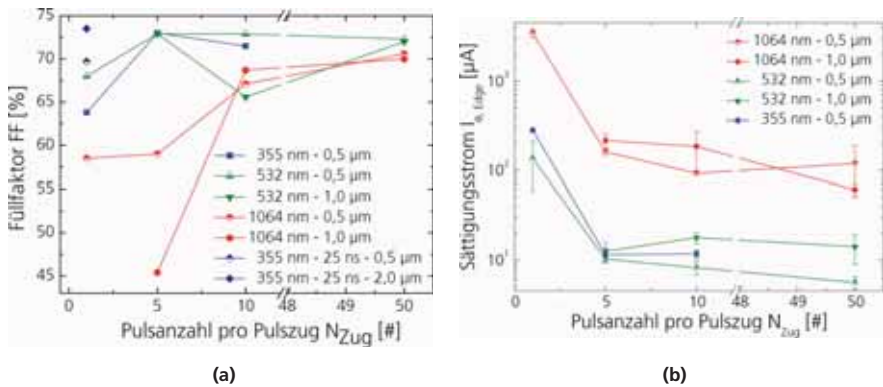 75
70
65
60
55
50
45
Füllfaktor FF [%]
355 nm - 0,5 µm
532 nm - 0,5 µm
532 nm - 1,0 µm
1064 nm - 0,5 µm
1064 nm - 1,0 µm
355 nm - 25 ns - 0,5 µm
355 nm - 25 ns - 2,0 µm
0 5 10 48 49 50
Pulsanzahl pro Pulszug N_Zug [#]
(a)
10³
10²
10¹
Sättigungsstrom I_0, Edge [µA]
1064 nm - 0,5 µm
1064 nm - 1,0 µm
532 nm - 0,5 µm
532 nm - 1,0 µm
355 nm - 0,5 µm
0 5 10 48 49 50
Pulsanzahl pro Pulszug N_Zug [#]
(b)